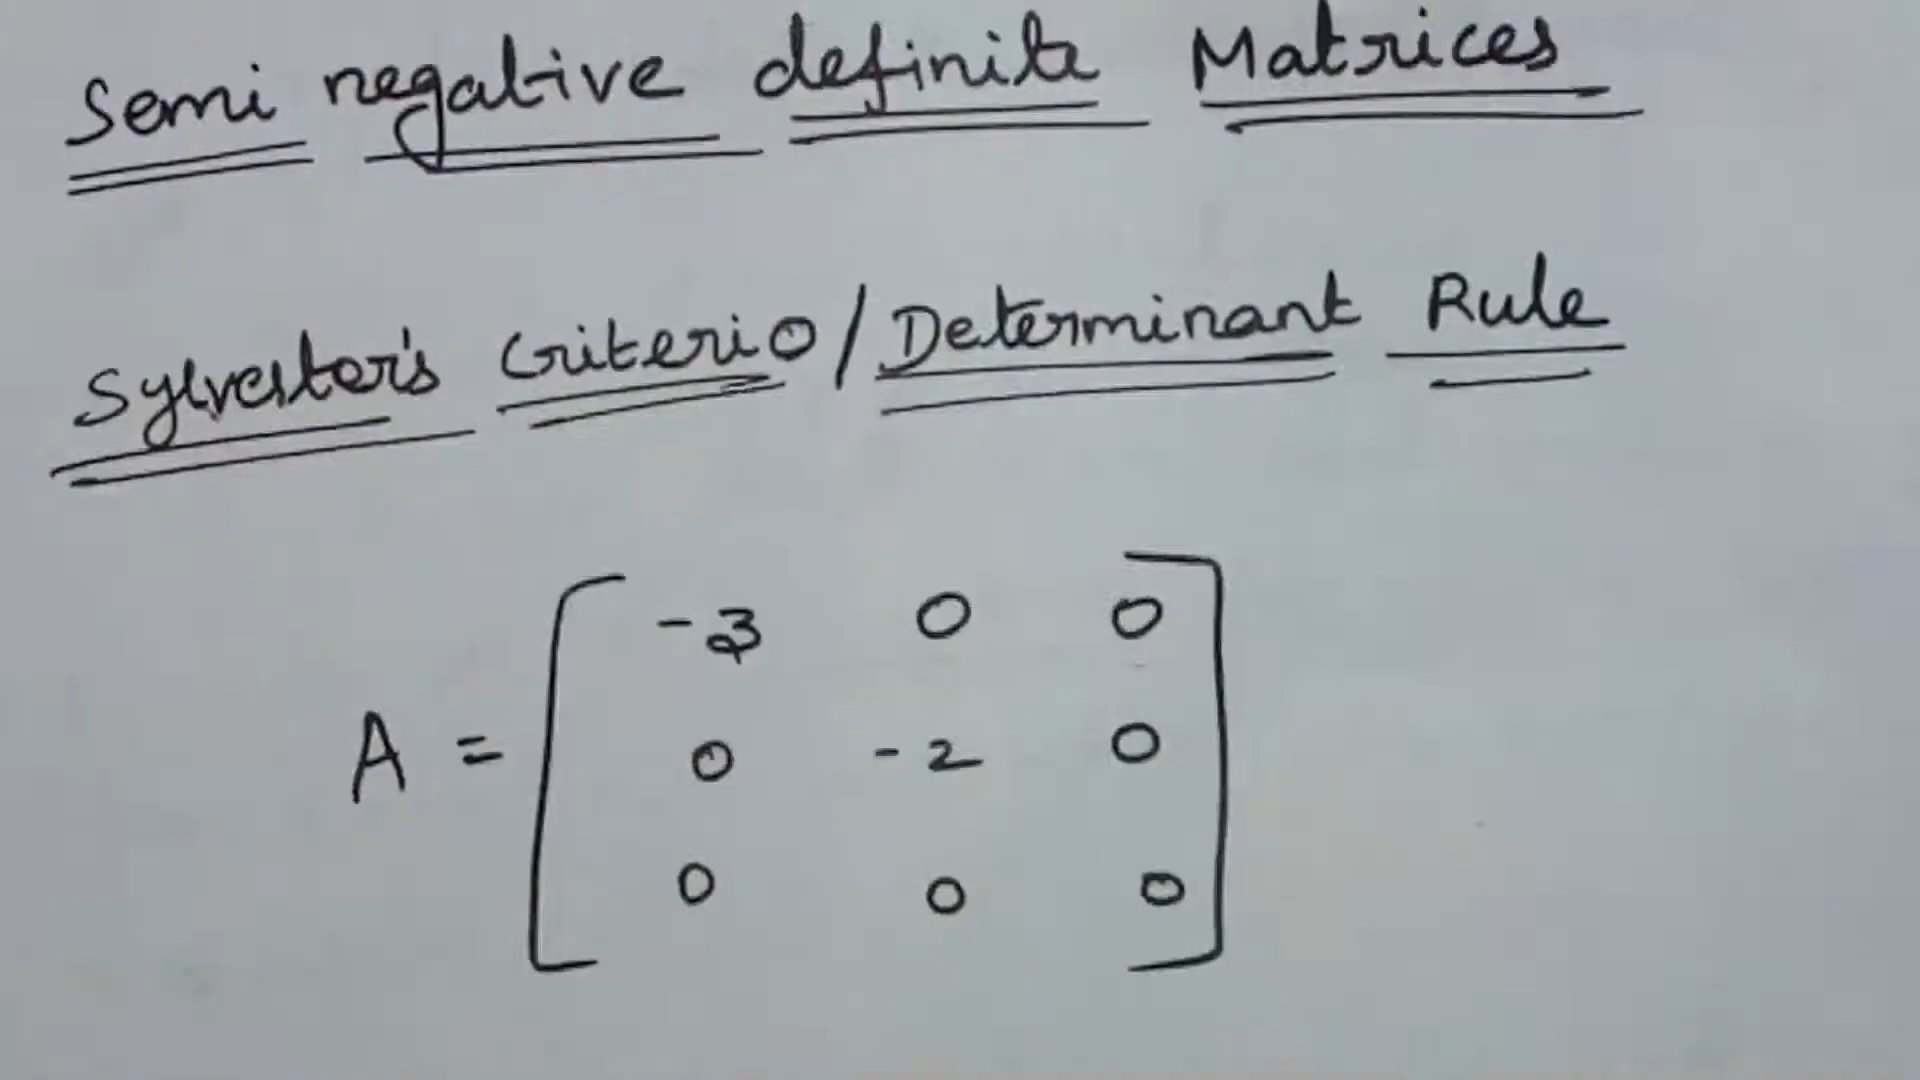 Semi negative definite Matrices
Sylvester's Criterio/Determinant Rule
-3 0 0
A = 0 -2 0
0 0 0